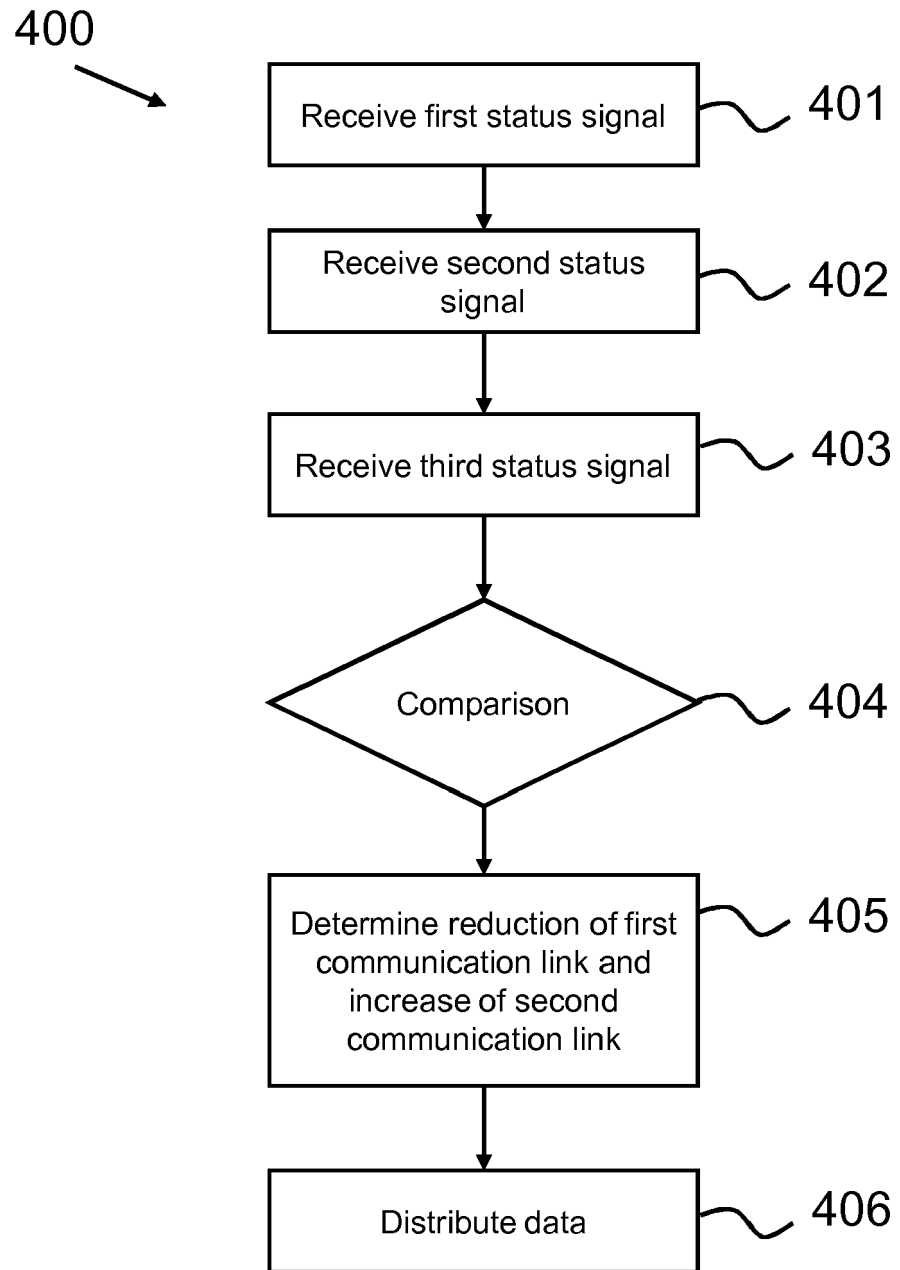 400
Receive first status signal
401
Receive second status
signal
402
Receive third status signal
403
Comparison
404
Determine reduction of first
communication link and
increase of second
communication link
405
Distribute data
406